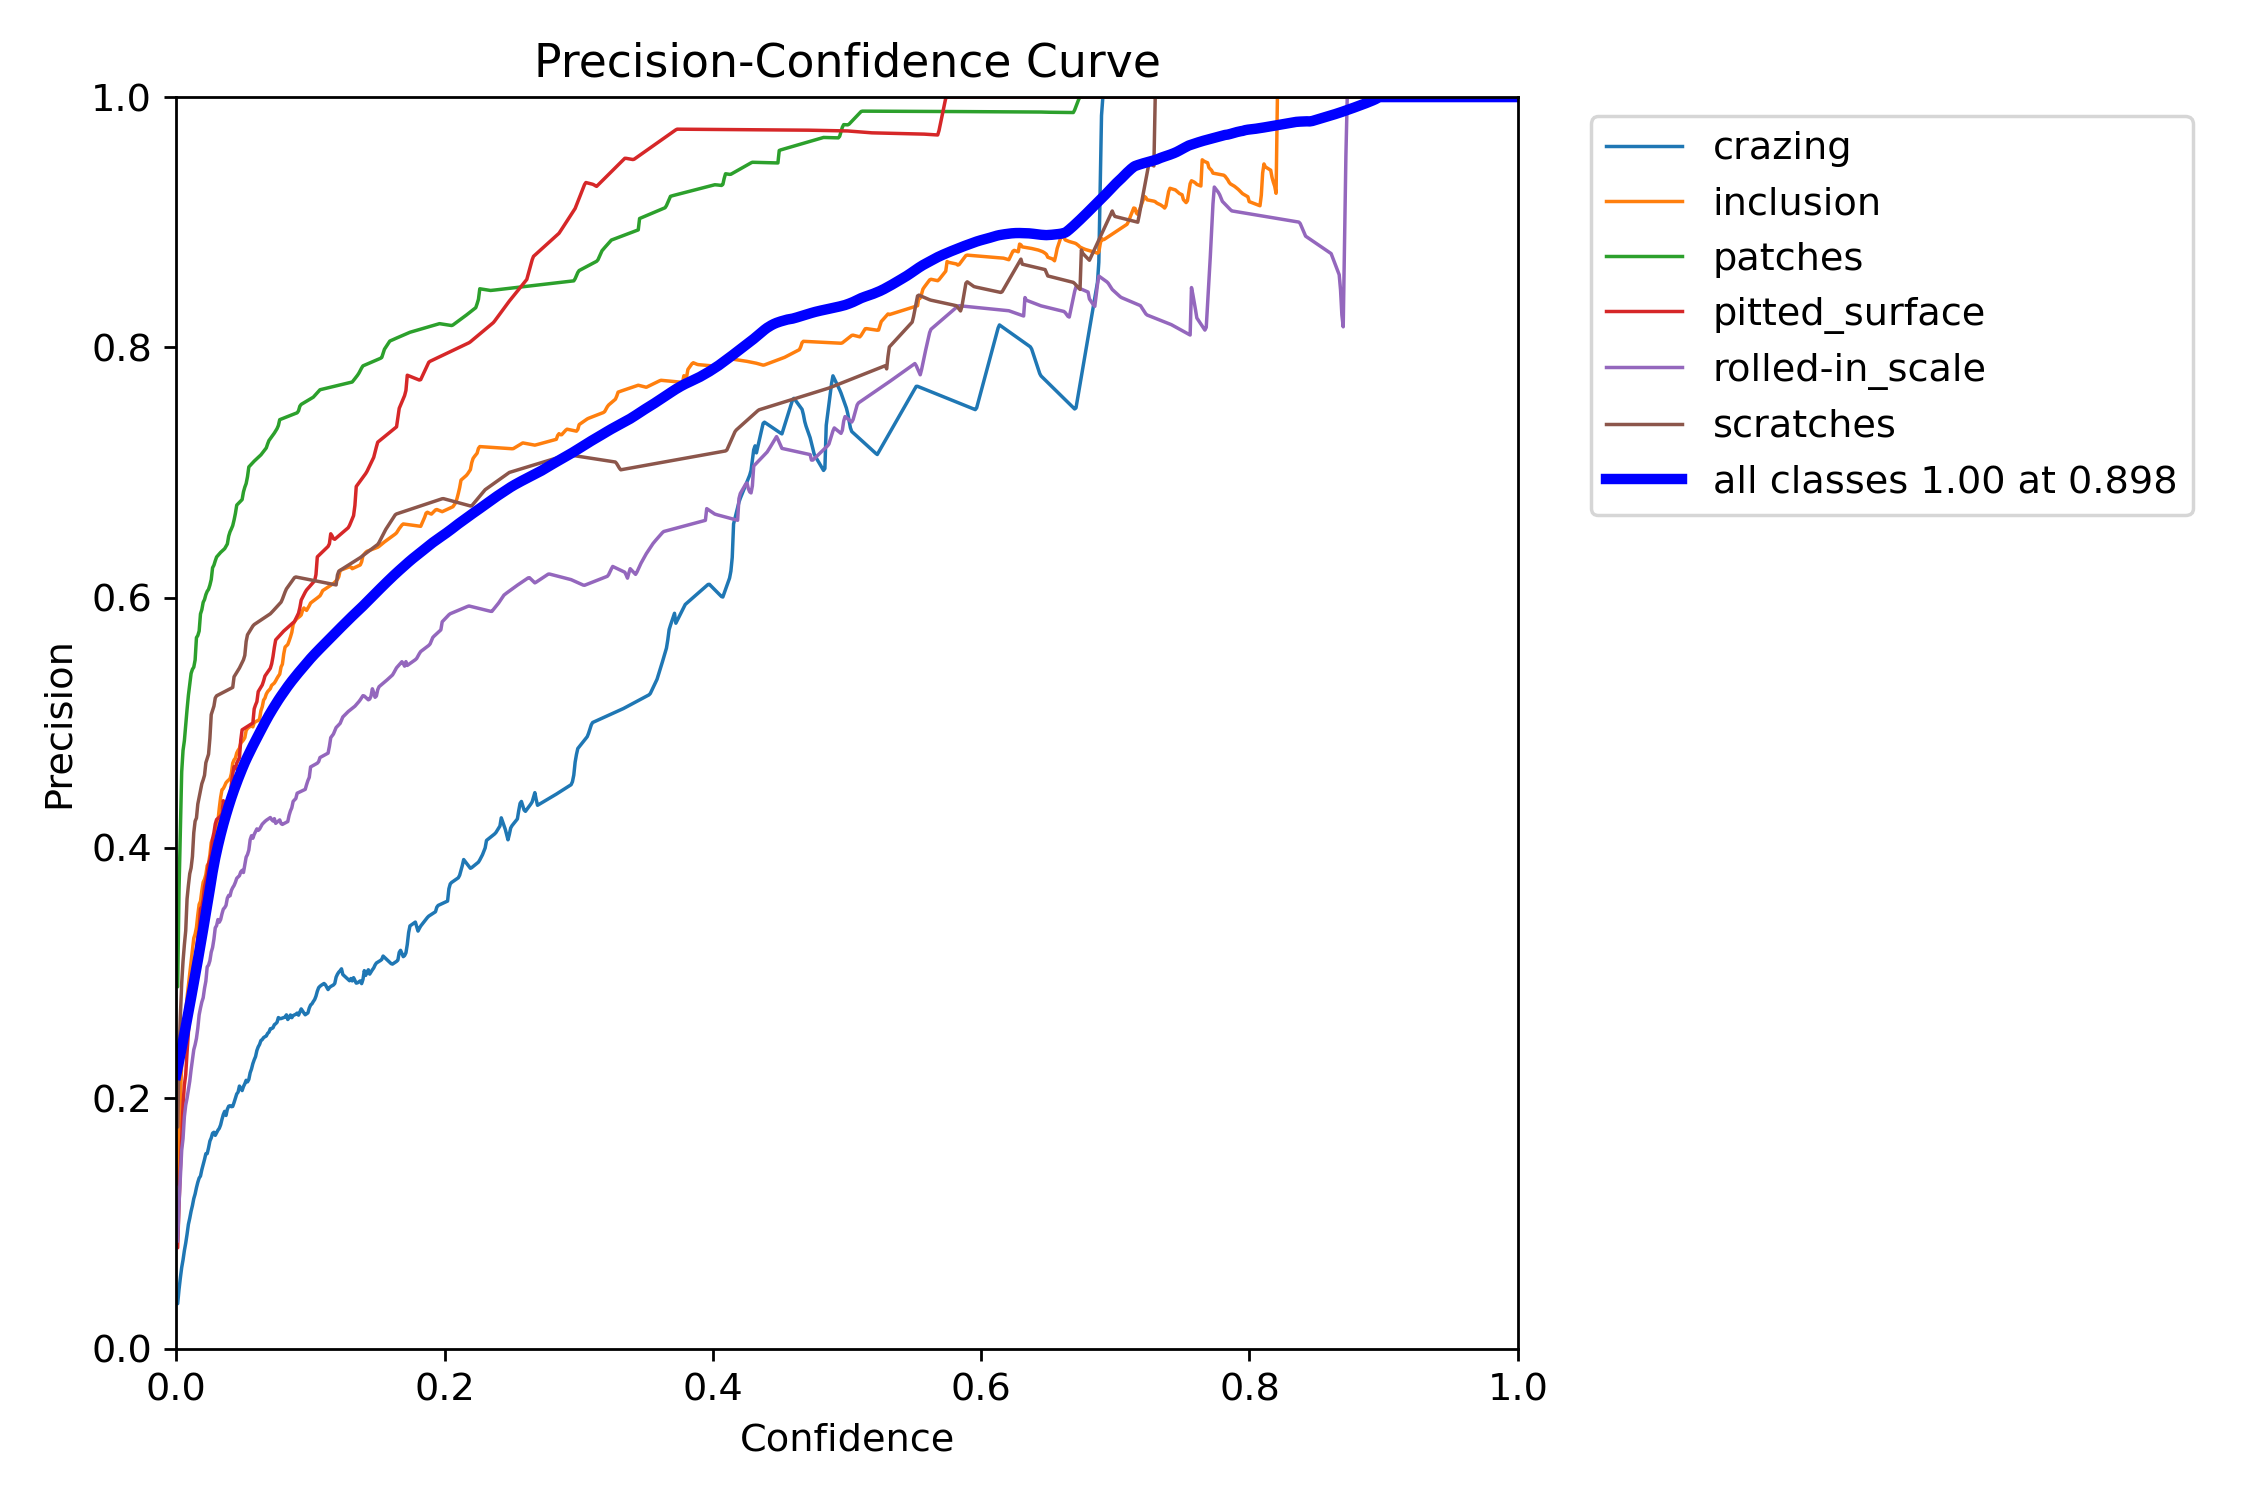 Precision-Confidence Curve
1.0
0.8
0.6
0.4
0.2
0.0
Precision
0.0 0.2 0.4 0.6 0.8 1.0
Confidence
crazing
inclusion
patches
pitted_surface
rolled-in_scale
scratches
all classes 1.00 at 0.898